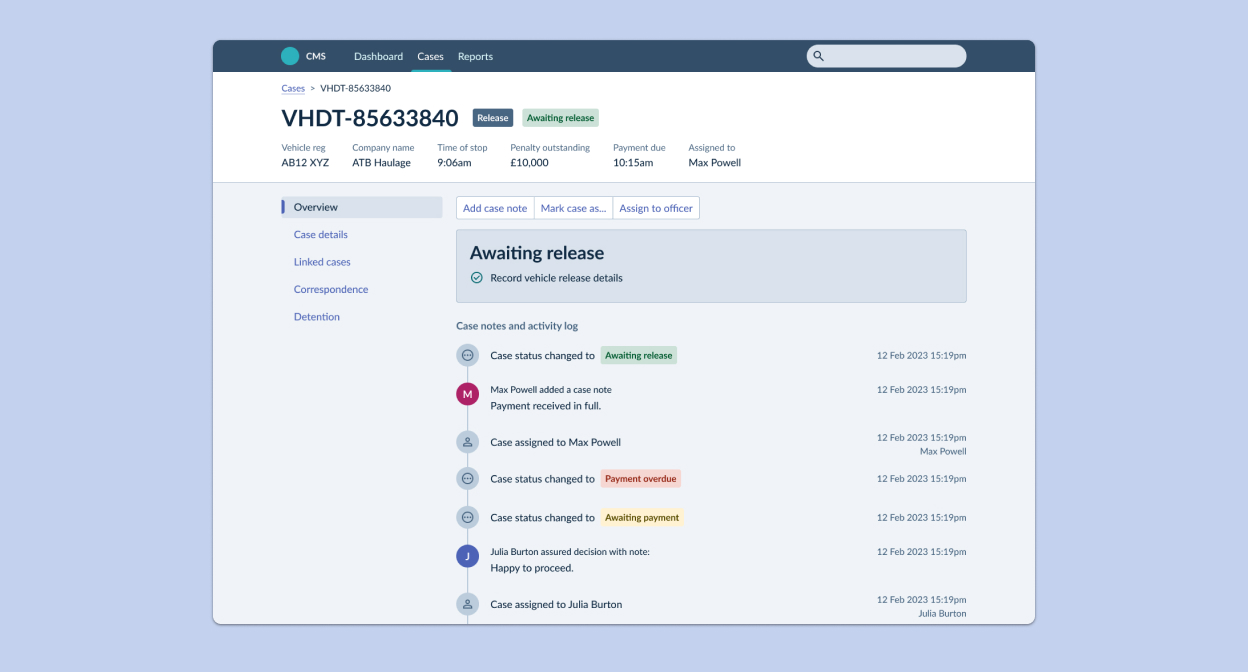 CMS Dashboard Cases Reports
Cases > VHDT-85633840
VHDT-85633840 Release Awaiting release
Vehicle reg Company name Time of stop Penalty outstanding Payment due Assigned to
AB12 XYZ ATB Haulage 9:06am £10,000 10:15am Max Powell
Overview
Case details
Linked cases
Correspondence
Detention
Add case note Mark case as... Assign to officer
Awaiting release
Record vehicle release details
Case notes and activity log
Case status changed to Awaiting release 12 Feb 2023 15:19pm
M Max Powell added a case note 12 Feb 2023 15:19pm
Payment received in full.
Case assigned to Max Powell 12 Feb 2023 15:19pm
Max Powell
Case status changed to Payment overdue 12 Feb 2023 15:19pm
Case status changed to Awaiting payment 12 Feb 2023 15:19pm
J Julia Burton assured decision with note: 12 Feb 2023 15:19pm
Happy to proceed.
Case assigned to Julia Burton 12 Feb 2023 15:19pm
Julia Burton